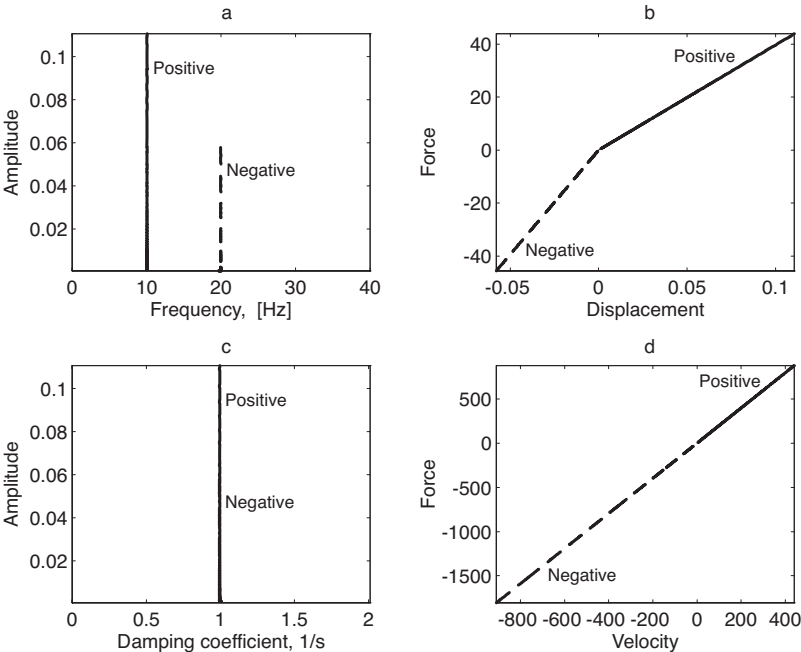 a
0.1
0.08
0.06
0.04
0.02
Amplitude
Positive
Negative
0 10 20 30 40
Frequency, [Hz]
b
40
20
0
-20
-40
Force
Positive
Negative
-0.05 0 0.05 0.1
Displacement
c
0.1
0.08
0.06
0.04
0.02
Amplitude
Positive
Negative
0 0.5 1 1.5 2
Damping coefficient, 1/s
d
500
0
-500
-1000
-1500
Force
Positive
Negative
-800 -600 -400 -200 0 200 400
Velocity